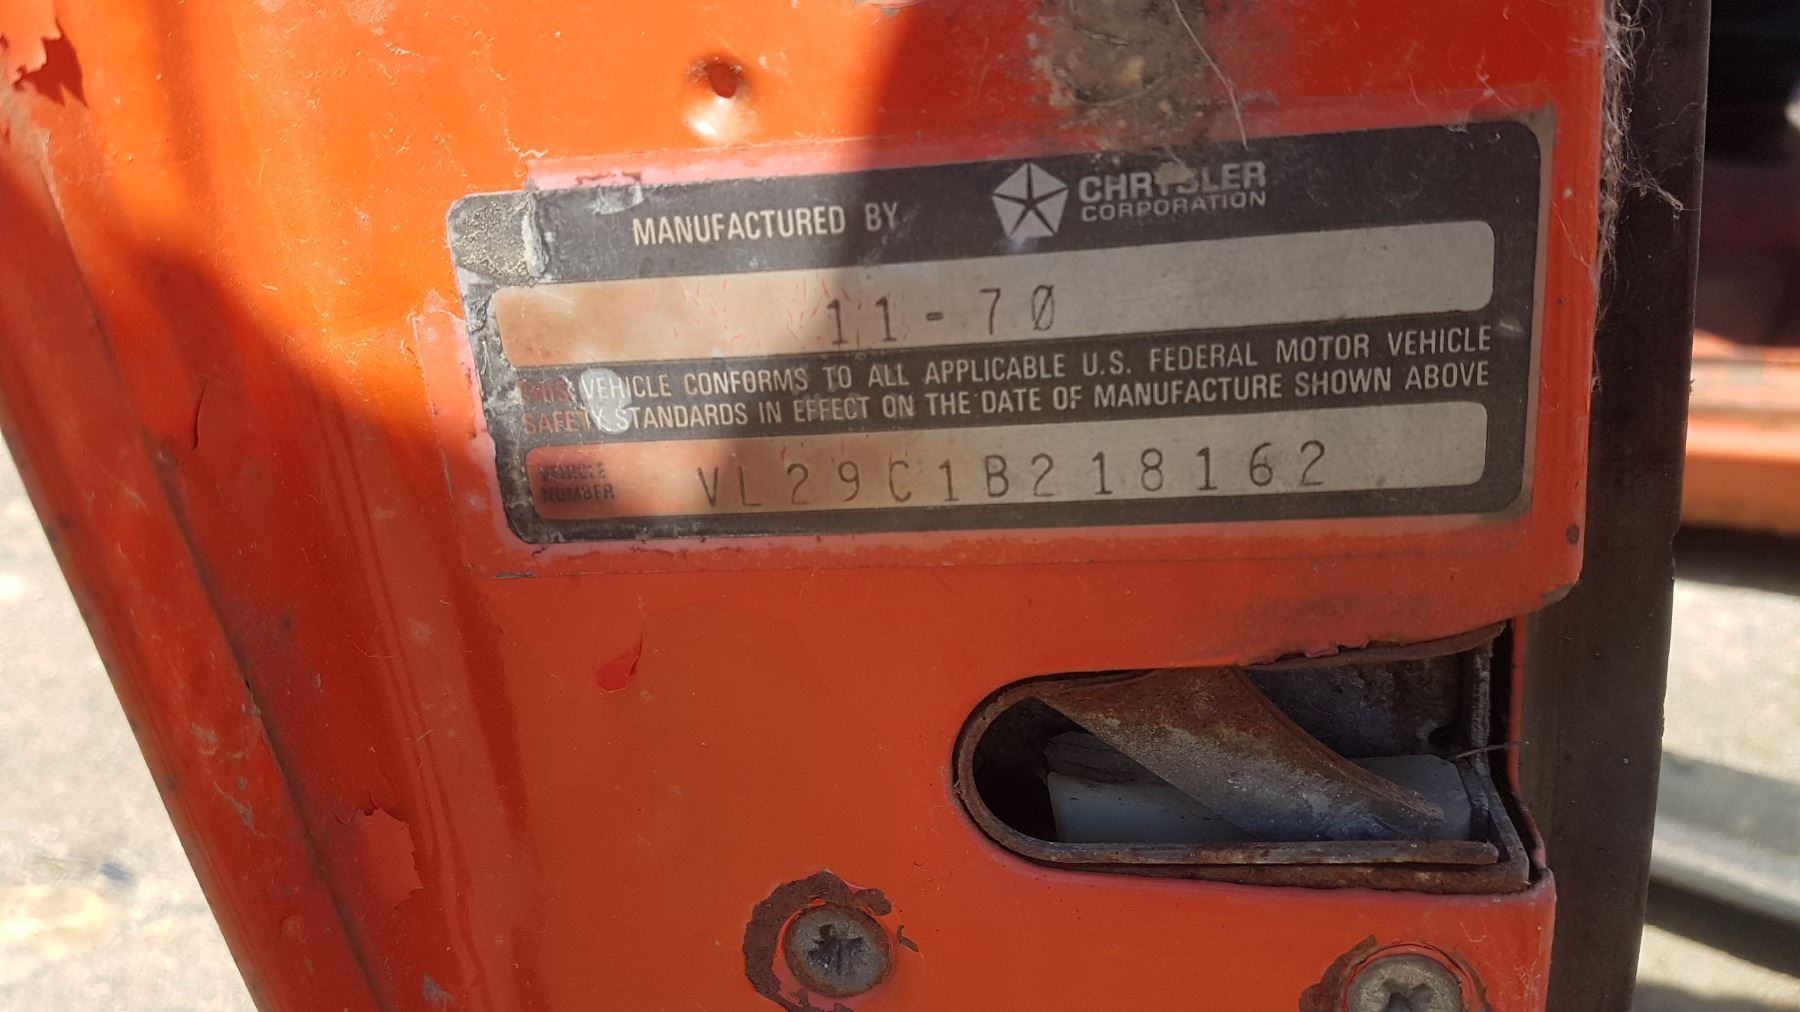 MANUFACTURED BY CHRYSLER
CORPORATION
11-70
THIS VEHICLE CONFORMS TO ALL APPLICABLE U.S. FEDERAL MOTOR VEHICLE
SAFETY STANDARDS IN EFFECT ON THE DATE OF MANUFACTURE SHOWN ABOVE
VEHICLE
NUMBER VL29C1B218162